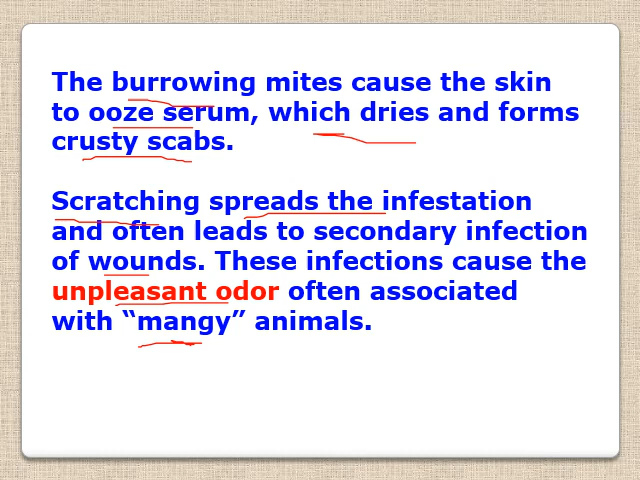 The burrowing mites cause the skin
to ooze serum, which dries and forms
crusty scabs.
Scratching spreads the infestation
and often leads to secondary infection
of wounds. These infections cause the
unpleasant odor often associated
with “mangy” animals.